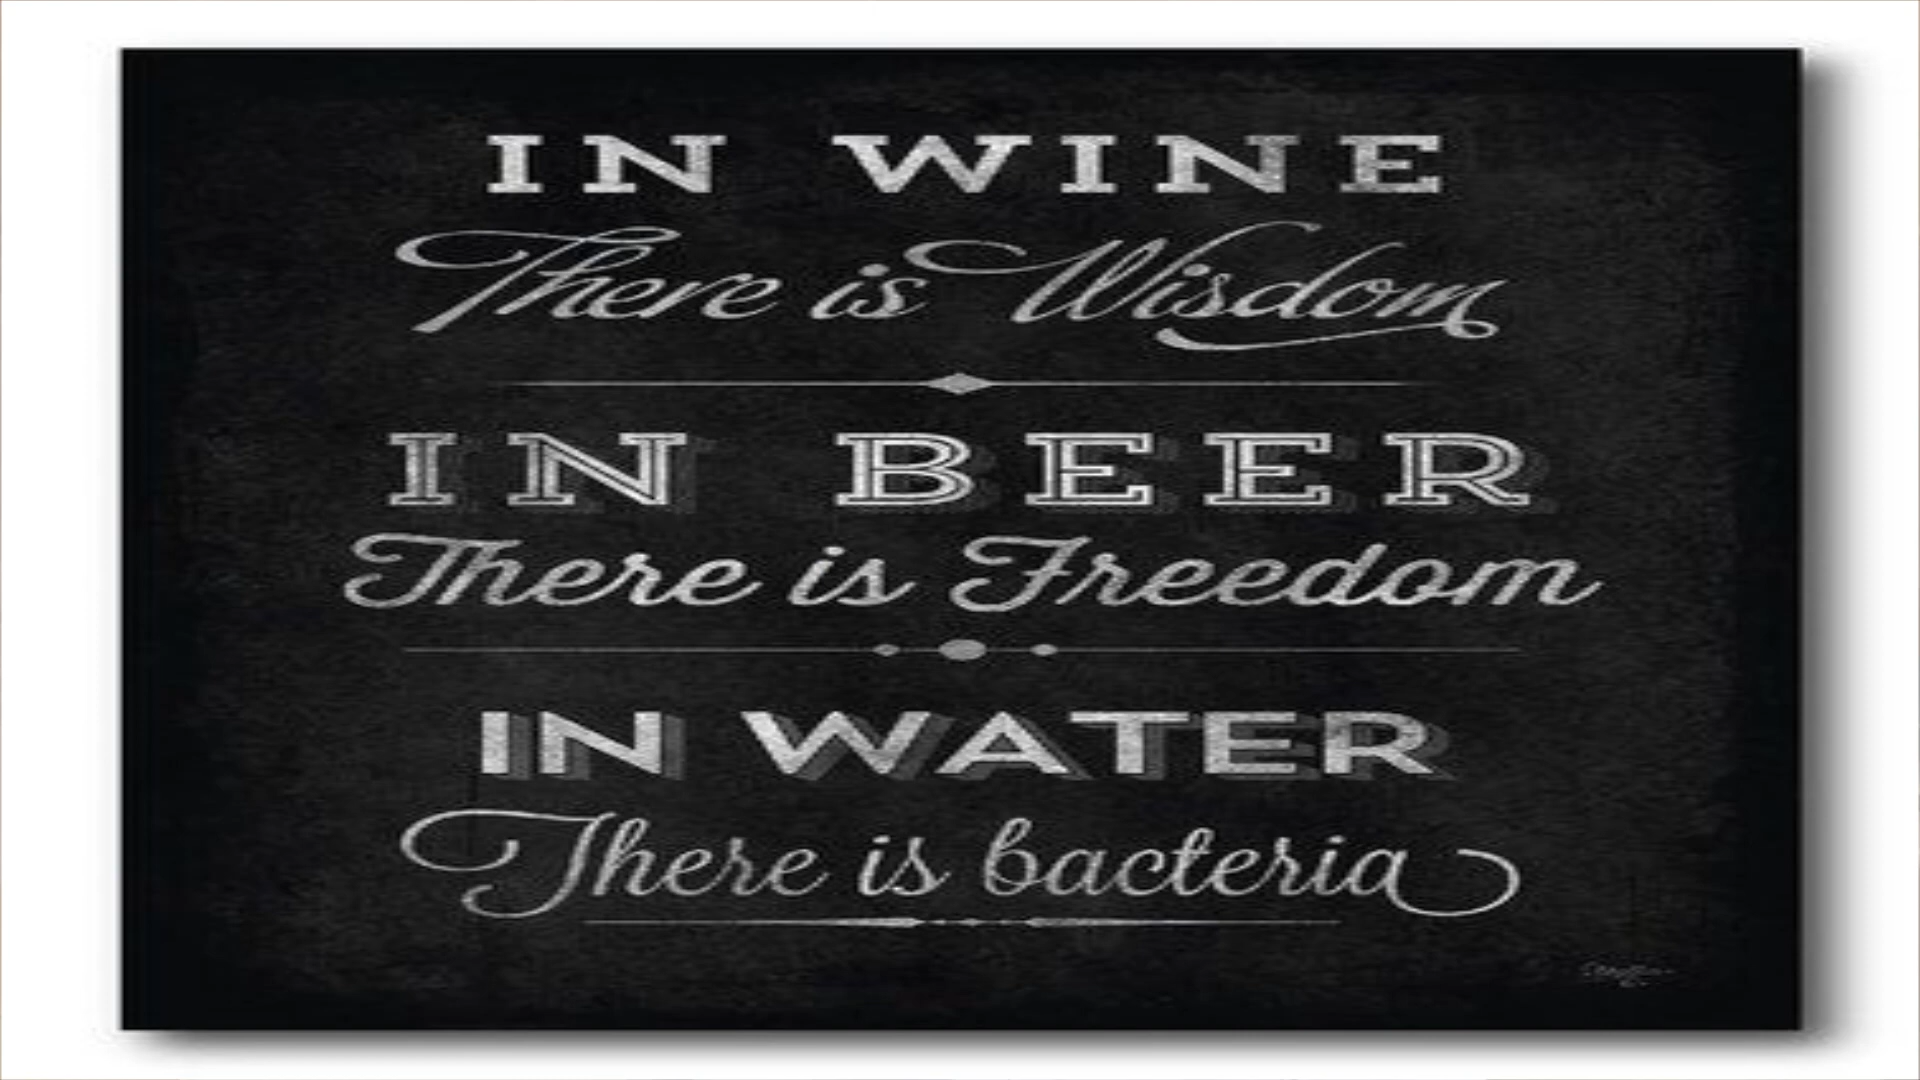 IN WINE
There is Wisdom
IN BEER
There is Freedom
IN WATER
There is bacteria